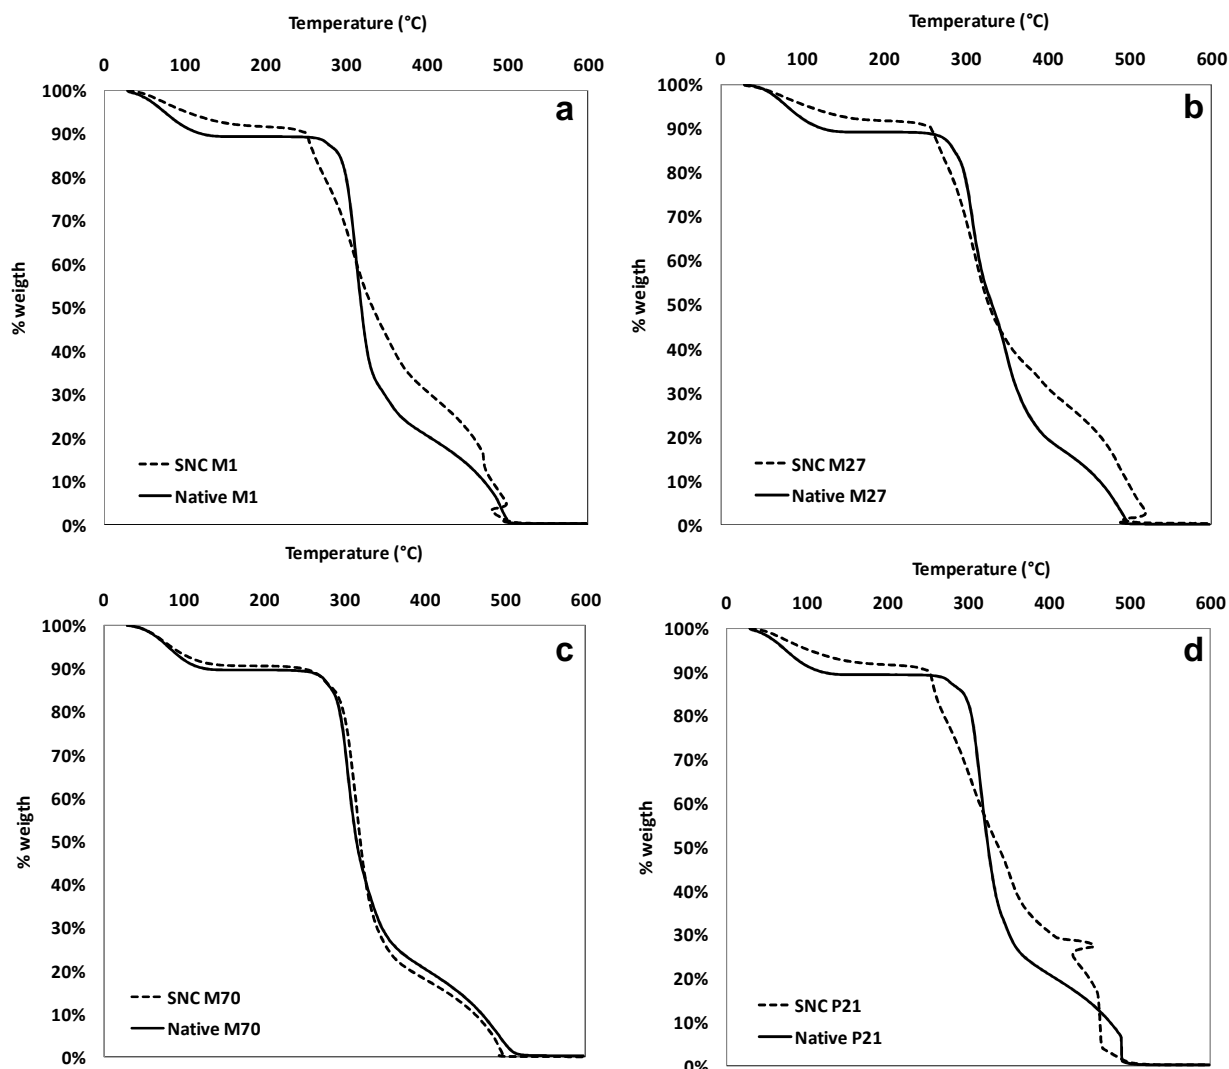 Temperature (°C)
0 100 200 300 400 500 600
100%
90%
80%
70%
60%
50%
40%
30%
20%
10%
0%
% weigth
a
SNC M1
Native M1
Temperature (°C)
0 100 200 300 400 500 600
100%
90%
80%
70%
60%
50%
40%
30%
20%
10%
0%
% weigth
b
SNC M27
Native M27
Temperature (°C)
0 100 200 300 400 500 600
100%
90%
80%
70%
60%
50%
40%
30%
20%
10%
0%
% weigth
c
SNC M70
Native M70
Temperature (°C)
0 100 200 300 400 500 600
100%
90%
80%
70%
60%
50%
40%
30%
20%
10%
0%
% weigth
d
SNC P21
Native P21